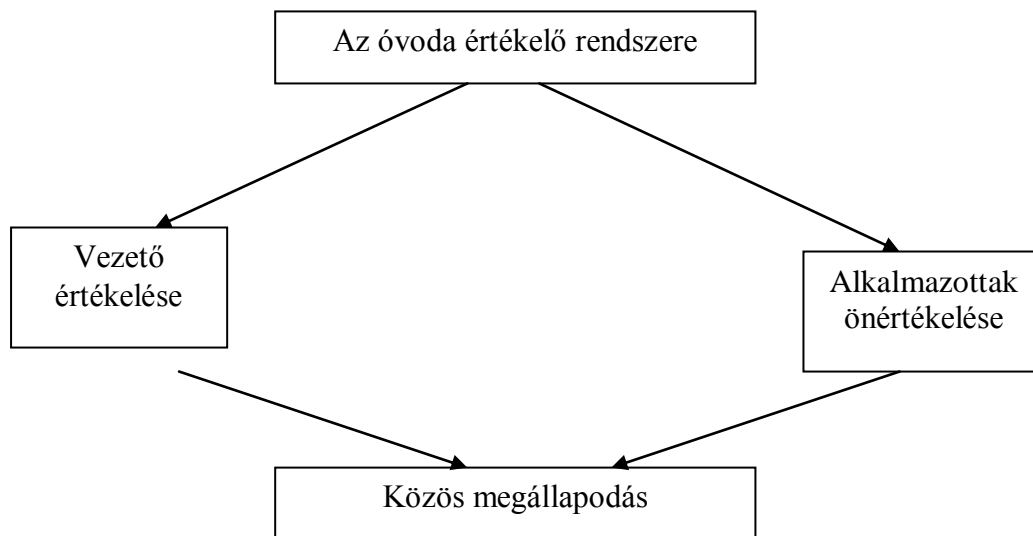 Az óvoda értékelő rendszere
Vezető
értékelése
Alkalmazottak
önértékelése
Közös megállapodás